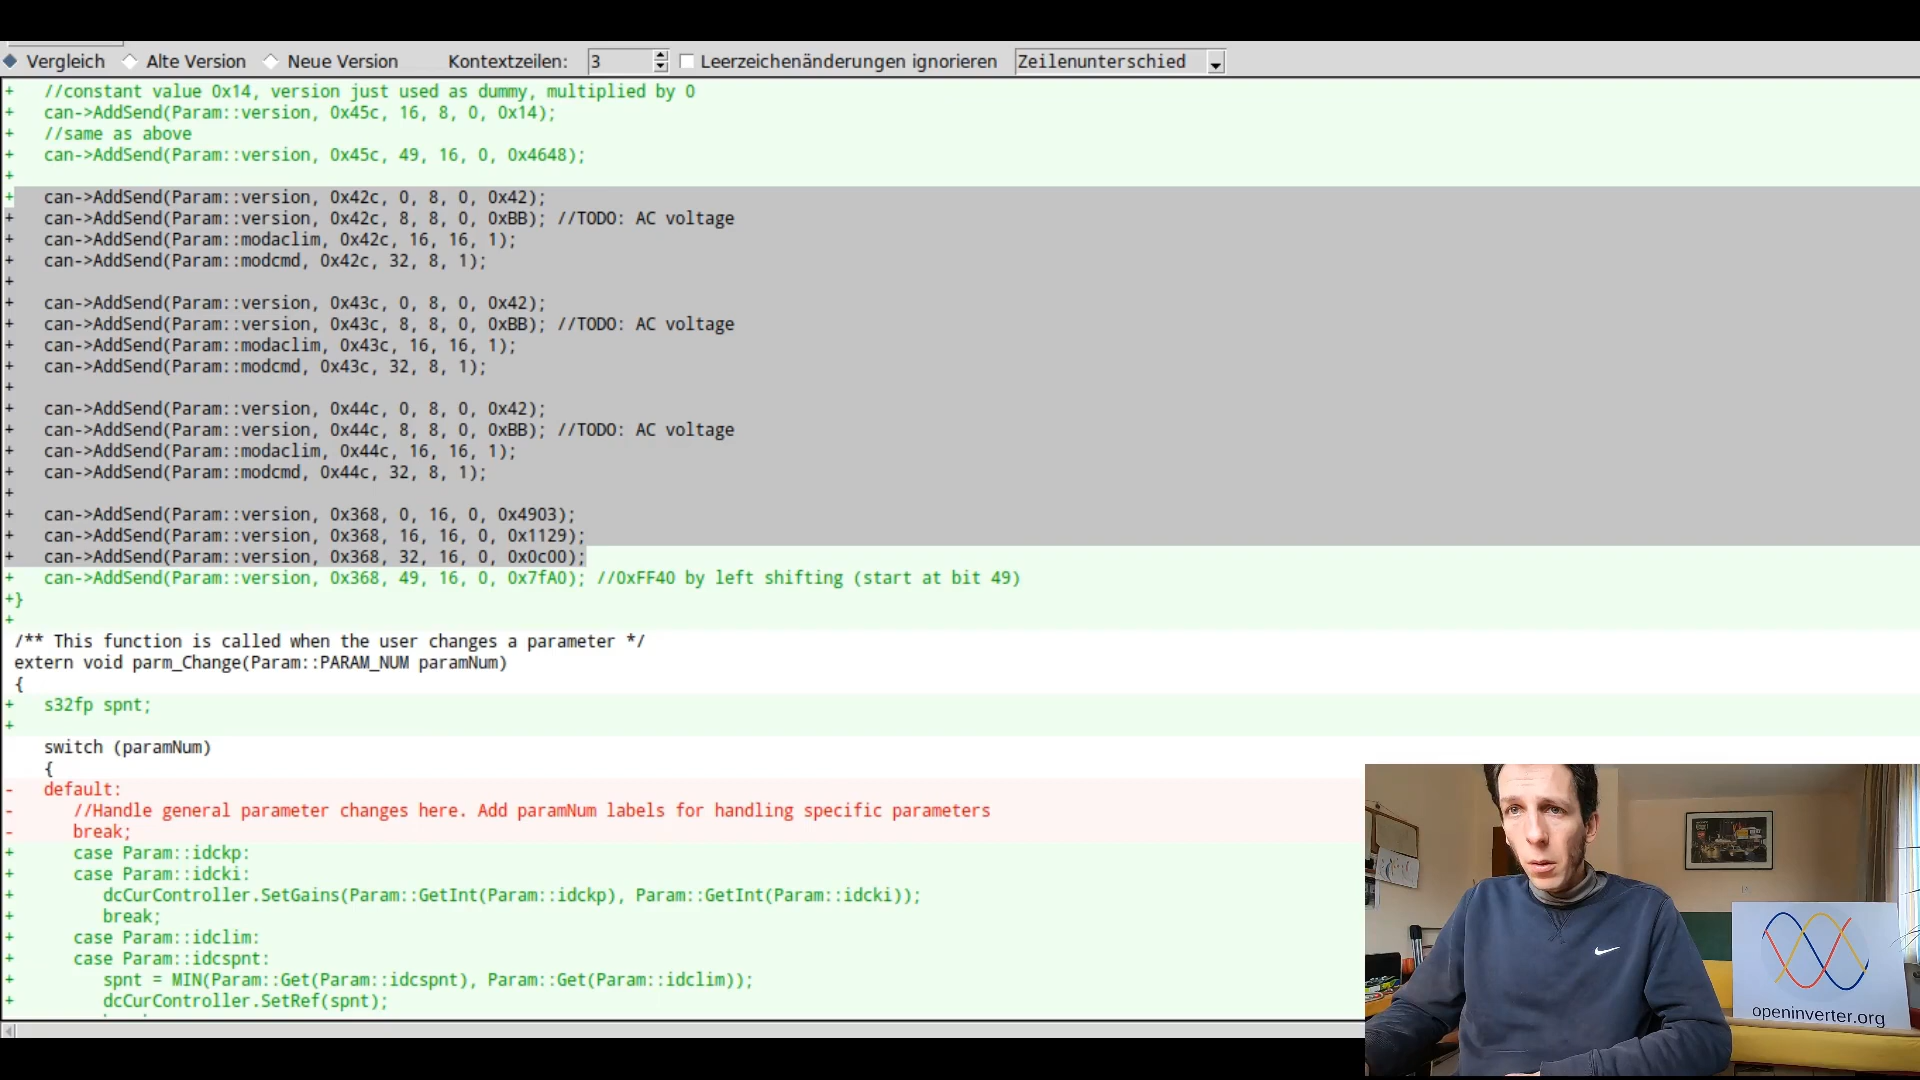 Vergleich Alte Version Neue Version Kontextzeilen: 3 Leerzeichenänderungen ignorieren Zeilenunterschied
+ //constant value 0x14, version just used as dummy, multiplied by 0
+ can->AddSend(Param::version, 0x45c, 16, 8, 0, 0x14);
+ //same as above
+ can->AddSend(Param::version, 0x45c, 49, 16, 0, 0x4648);
+
+ can->AddSend(Param::version, 0x42c, 0, 8, 0, 0x42);
+ can->AddSend(Param::version, 0x42c, 8, 8, 0, 0xBB); //TODO: AC voltage
+ can->AddSend(Param::modaclim, 0x42c, 16, 16, 1);
+ can->AddSend(Param::modcmd, 0x42c, 32, 8, 1);
+
+ can->AddSend(Param::version, 0x43c, 0, 8, 0, 0x42);
+ can->AddSend(Param::version, 0x43c, 8, 8, 0, 0xBB); //TODO: AC voltage
+ can->AddSend(Param::modaclim, 0x43c, 16, 16, 1);
+ can->AddSend(Param::modcmd, 0x43c, 32, 8, 1);
+
+ can->AddSend(Param::version, 0x44c, 0, 8, 0, 0x42);
+ can->AddSend(Param::version, 0x44c, 8, 8, 0, 0xBB); //TODO: AC voltage
+ can->AddSend(Param::modaclim, 0x44c, 16, 16, 1);
+ can->AddSend(Param::modcmd, 0x44c, 32, 8, 1);
+
+ can->AddSend(Param::version, 0x368, 0, 16, 0, 0x4903);
+ can->AddSend(Param::version, 0x368, 16, 16, 0, 0x1129);
+ can->AddSend(Param::version, 0x368, 32, 16, 0, 0x0c00);
+ can->AddSend(Param::version, 0x368, 49, 16, 0, 0x7fA0); //0xFF40 by left shifting (start at bit 49)
+}
+
/** This function is called when the user changes a parameter */
extern void parm_Change(Param::PARAM_NUM paramNum)
{
+ s32fp spnt;
+
switch (paramNum)
{
- default:
- //Handle general parameter changes here. Add paramNum labels for handling specific parameters
- break;
+ case Param::idckp:
+ case Param::idcki:
+ dcCurController.SetGains(Param::GetInt(Param::idckp), Param::GetInt(Param::idcki));
+ break;
+ case Param::idclim:
+ case Param::idcspnt:
+ spnt = MIN(Param::Get(Param::idcspnt), Param::Get(Param::idclim));
+ dcCurController.SetRef(spnt);
openinverter.org